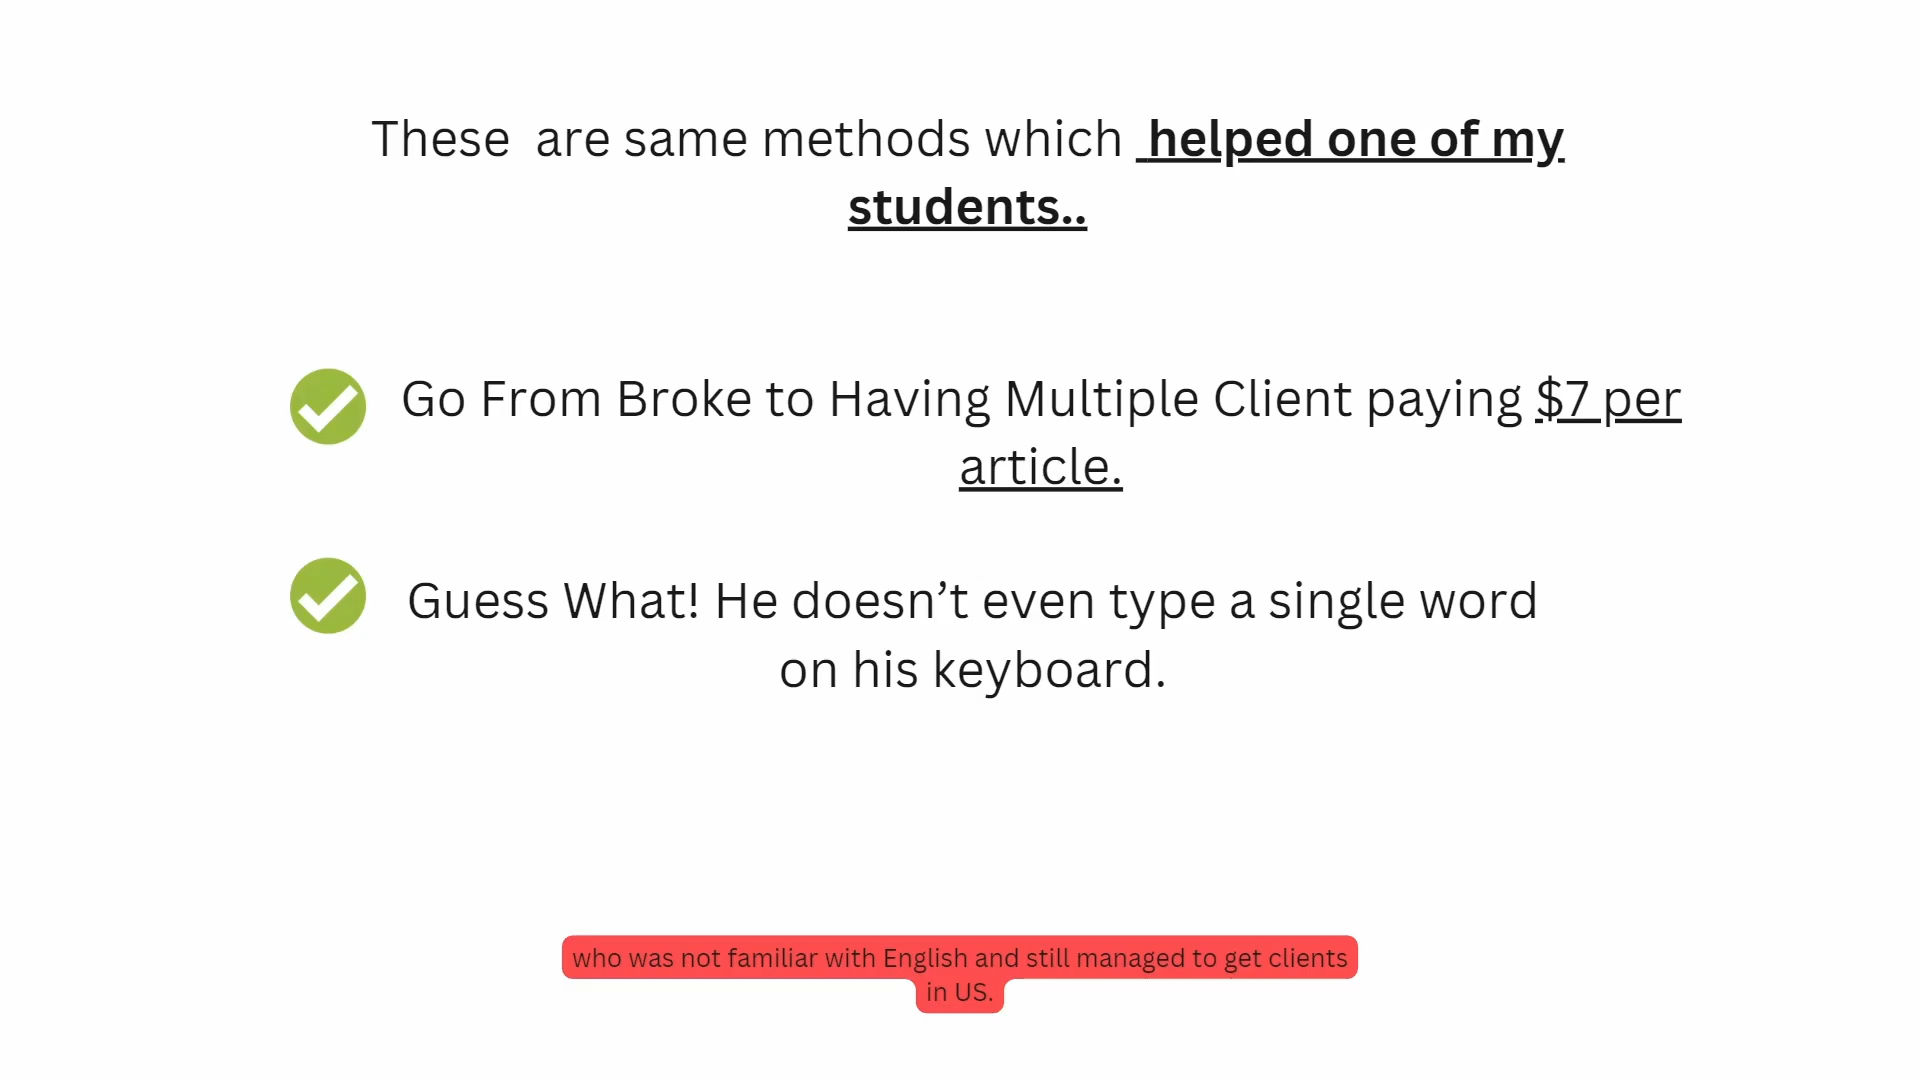 These  are same methods which  helped one of my
students..
Go From Broke to Having Multiple Client paying $7 per
article.
Guess What! He doesn’t even type a single word
on his keyboard.
who was not familiar with English and still managed to get clients
in US.